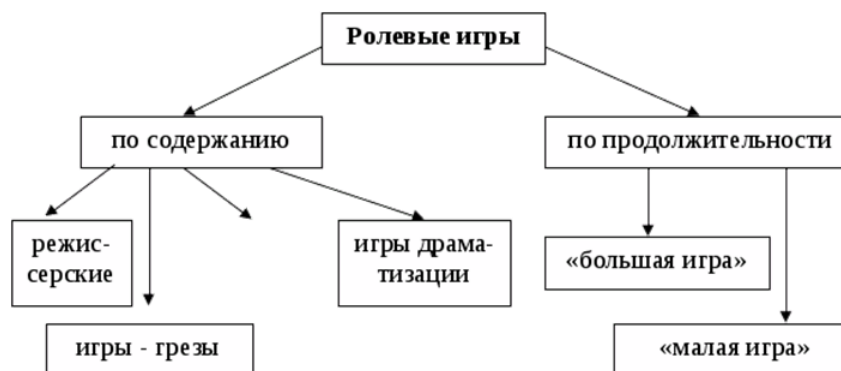 Ролевые игры
по содержанию
по продолжительности
режис-
серские
игры драма-
тизации
«большая игра»
игры - грезы
«малая игра»